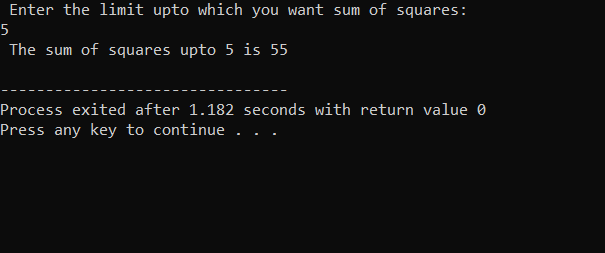 Enter the limit upto which you want sum of squares:
5
The sum of squares upto 5 is 55
--------------------------------
Process exited after 1.182 seconds with return value 0
Press any key to continue . . .